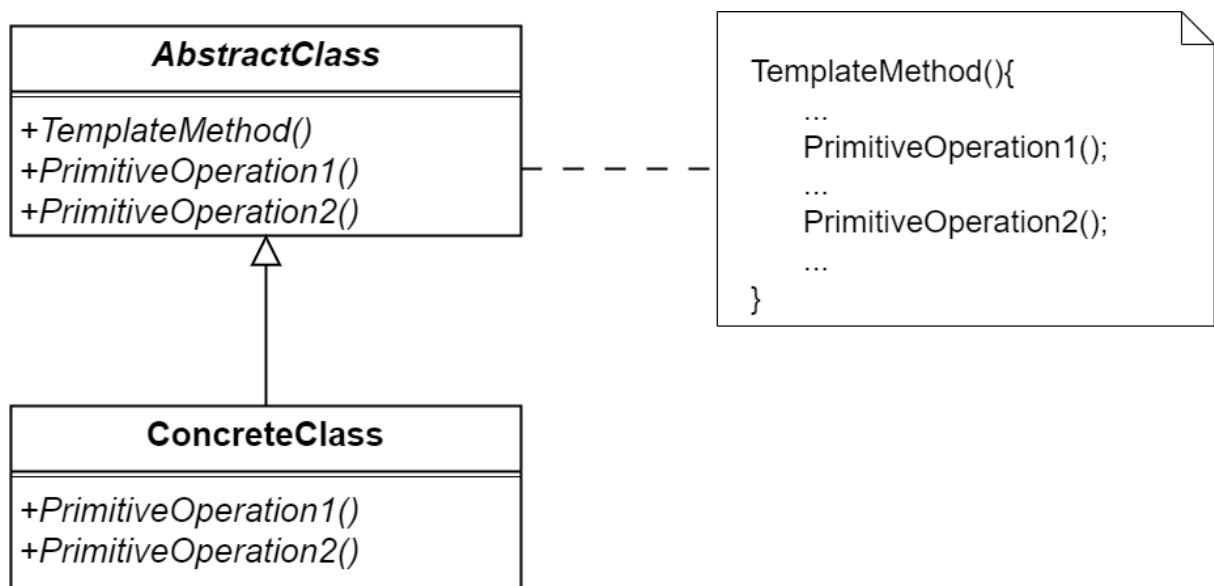 AbstractClass
+TemplateMethod()
+PrimitiveOperation1()
+PrimitiveOperation2()
TemplateMethod(){
...
PrimitiveOperation1();
...
PrimitiveOperation2();
...
}
ConcreteClass
+PrimitiveOperation1()
+PrimitiveOperation2()